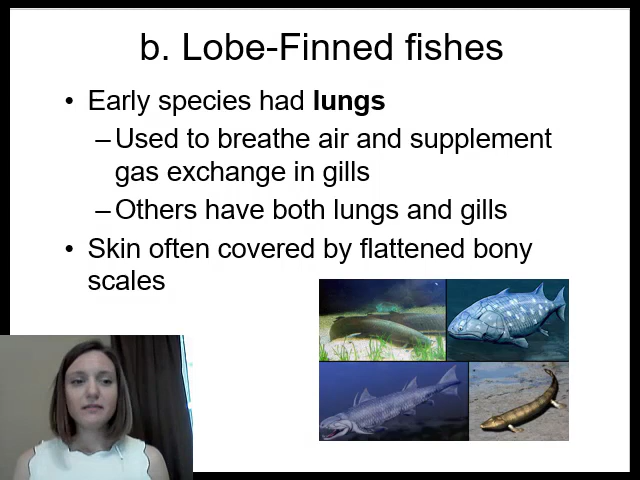 b. Lobe-Finned fishes
• Early species had lungs
–Used to breathe air and supplement
gas exchange in gills
–Others have both lungs and gills
• Skin often covered by flattened bony
scales